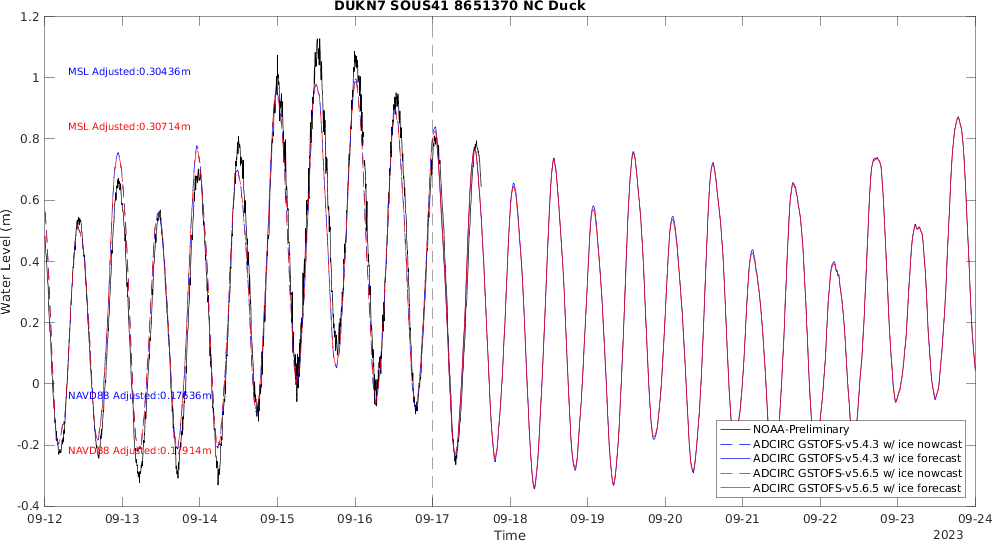 DUKN7 SOUS41 8651370 NC Duck
1.2
1
0.8
0.6
0.4
0.2
0
-0.2
-0.4
Water Level (m)
MSL Adjusted:0.30436m
MSL Adjusted:0.30714m
NAVD88 Adjusted:0.17636m
NAVD88 Adjusted:0.17914m
NOAA-Preliminary
ADCIRC GSTOFS-v5.4.3 w/ ice nowcast
ADCIRC GSTOFS-v5.4.3 w/ ice forecast
ADCIRC GSTOFS-v5.6.5 w/ ice nowcast
ADCIRC GSTOFS-v5.6.5 w/ ice forecast
09-12 09-13 09-14 09-15 09-16 09-17 09-18 09-19 09-20 09-21 09-22 09-23 09-24
Time
2023